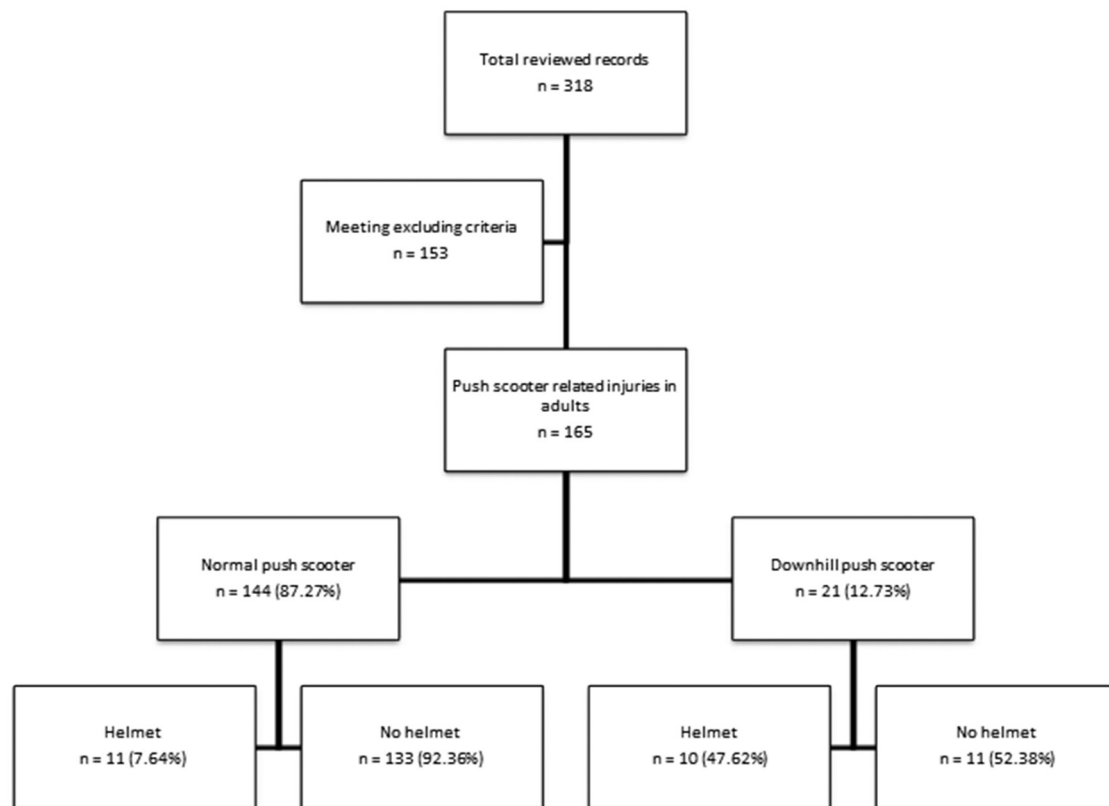 Total reviewed records
n = 318
Meeting excluding criteria
n = 153
Push scooter related injuries in
adults
n = 165
Normal push scooter
n = 144 (87.27%)
Downhill push scooter
n = 21 (12.73%)
Helmet
n = 11 (7.64%)
No helmet
n = 133 (92.36%)
Helmet
n = 10 (47.62%)
No helmet
n = 11 (52.38%)